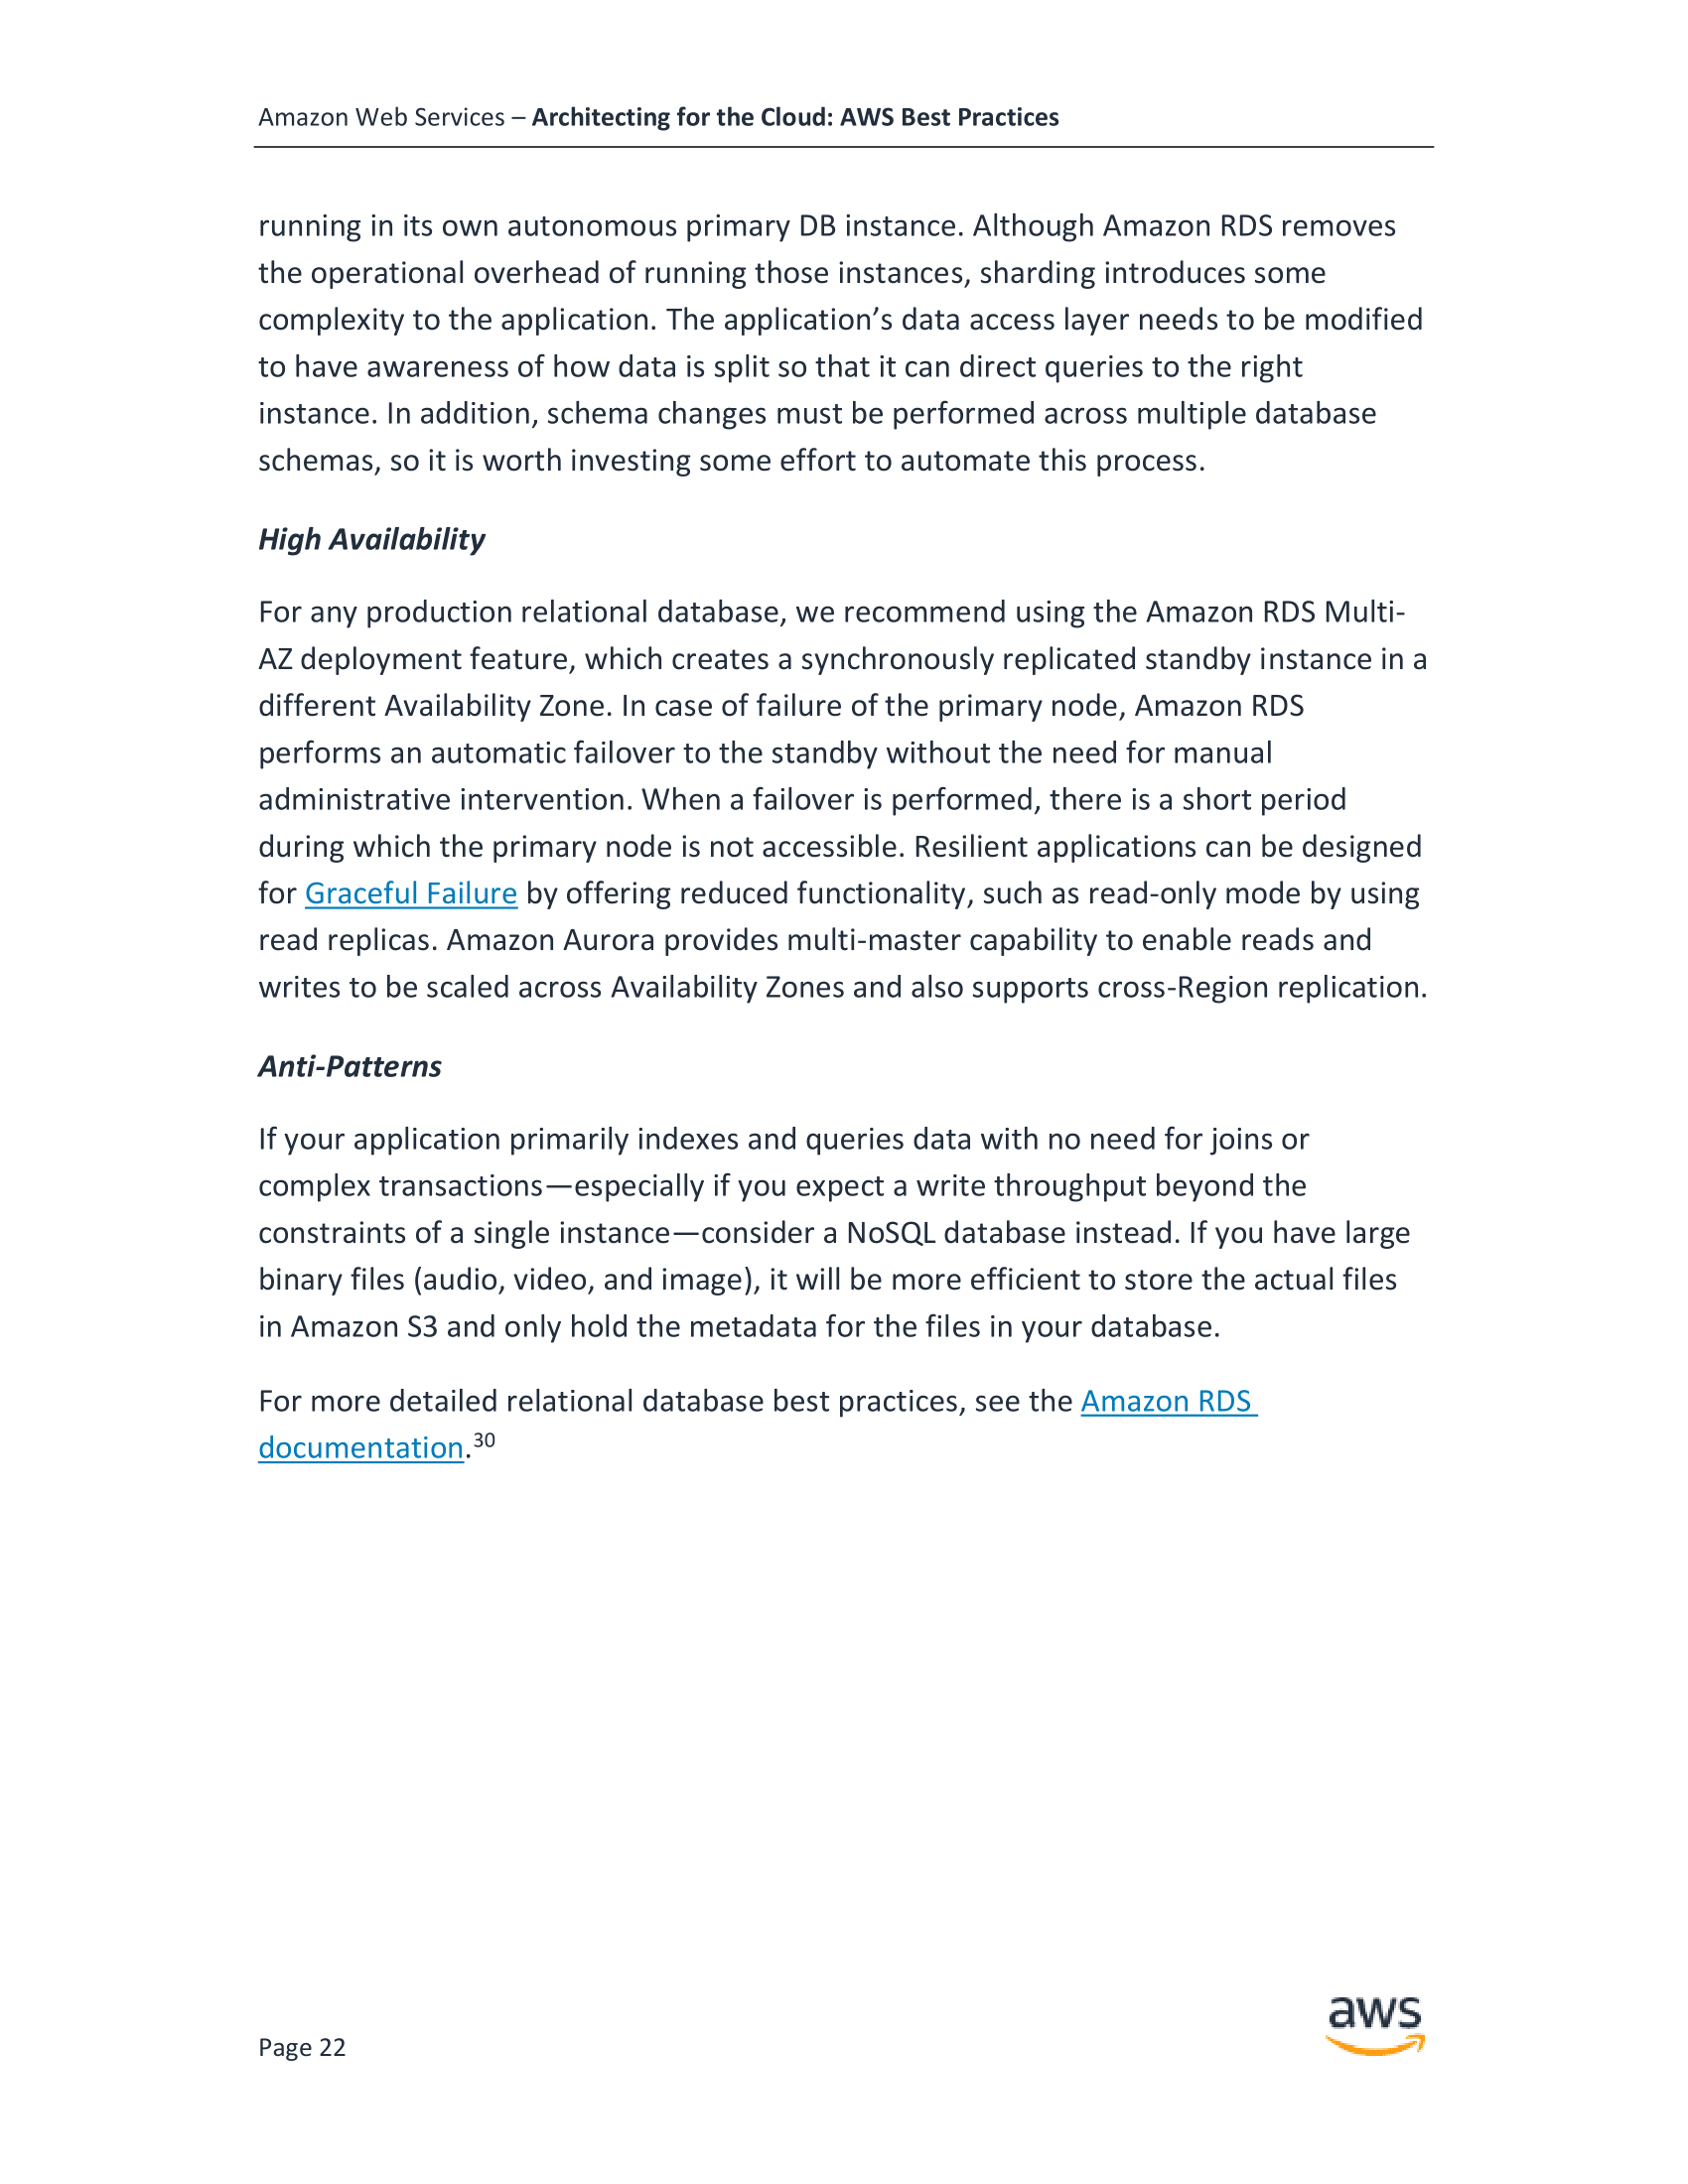 Amazon Web Services – Architecting for the Cloud: AWS Best Practices
running in its own autonomous primary DB instance. Although Amazon RDS removes
the operational overhead of running those instances, sharding introduces some
complexity to the application. The application’s data access layer needs to be modified
to have awareness of how data is split so that it can direct queries to the right
instance. In addition, schema changes must be performed across multiple database
schemas, so it is worth investing some effort to automate this process.
High Availability
For any production relational database, we recommend using the Amazon RDS Multi-
AZ deployment feature, which creates a synchronously replicated standby instance in a
different Availability Zone. In case of failure of the primary node, Amazon RDS
performs an automatic failover to the standby without the need for manual
administrative intervention. When a failover is performed, there is a short period
during which the primary node is not accessible. Resilient applications can be designed
for Graceful Failure by offering reduced functionality, such as read-only mode by using
read replicas. Amazon Aurora provides multi-master capability to enable reads and
writes to be scaled across Availability Zones and also supports cross-Region replication.
Anti-Patterns
If your application primarily indexes and queries data with no need for joins or
complex transactions—especially if you expect a write throughput beyond the
constraints of a single instance—consider a NoSQL database instead. If you have large
binary files (audio, video, and image), it will be more efficient to store the actual files
in Amazon S3 and only hold the metadata for the files in your database.
For more detailed relational database best practices, see the Amazon RDS
documentation.30
aws
Page 22